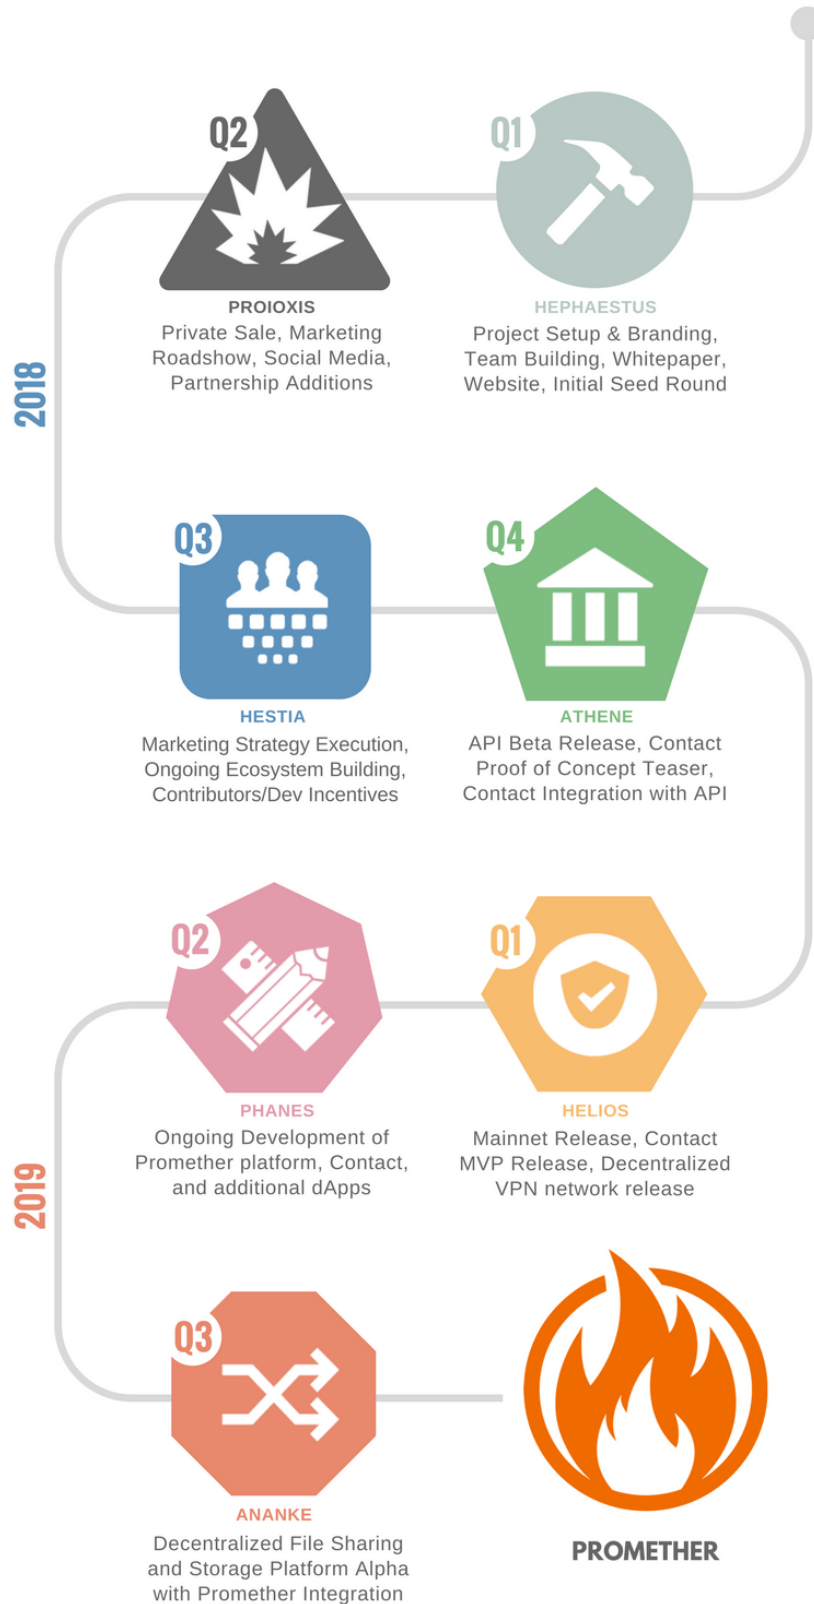 Q1
HEPHAESTUS
Project Setup & Branding,
Team Building, Whitepaper,
Website, Initial Seed Round
Q2
PROIOXIS
Private Sale, Marketing
Roadshow, Social Media,
Partnership Additions
2018
Q3
HESTIA
Marketing Strategy Execution,
Ongoing Ecosystem Building,
Contributors/Dev Incentives
Q4
ATHENE
API Beta Release, Contact
Proof of Concept Teaser,
Contact Integration with API
Q1
HELIOS
Mainnet Release, Contact
MVP Release, Decentralized
VPN network release
Q2
PHANES
Ongoing Development of
Promether platform, Contact,
and additional dApps
2019
Q3
ANANKE
Decentralized File Sharing
and Storage Platform Alpha
with Promether Integration
PROMETHER